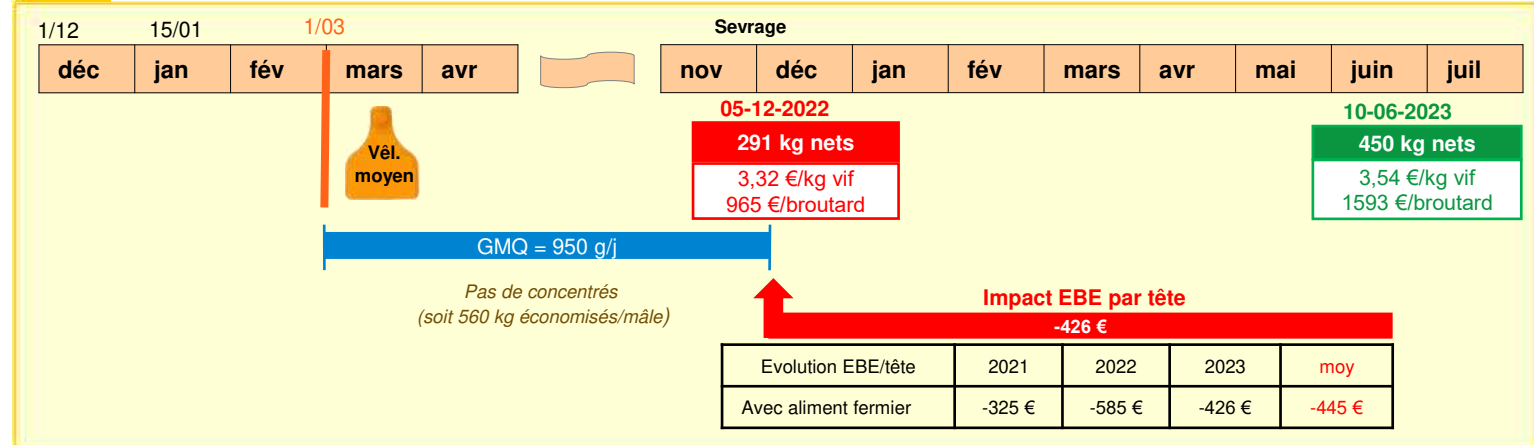 1/12 15/01 1/03 Sevrage
déc jan fév mars avr nov déc jan fév mars avr mai juin juil
Vêl.
moyen
05-12-2022
291 kg nets
3,32 €/kg vif
965 €/broutard
10-06-2023
450 kg nets
3,54 €/kg vif
1593 €/broutard
GMQ = 950 g/j
Pas de concentrés
(soit 560 kg économisés/mâle)
Impact EBE par tête
-426 €
Evolution EBE/tête 2021 2022 2023 moy
Avec aliment fermier -325 € -585 € -426 € -445 €